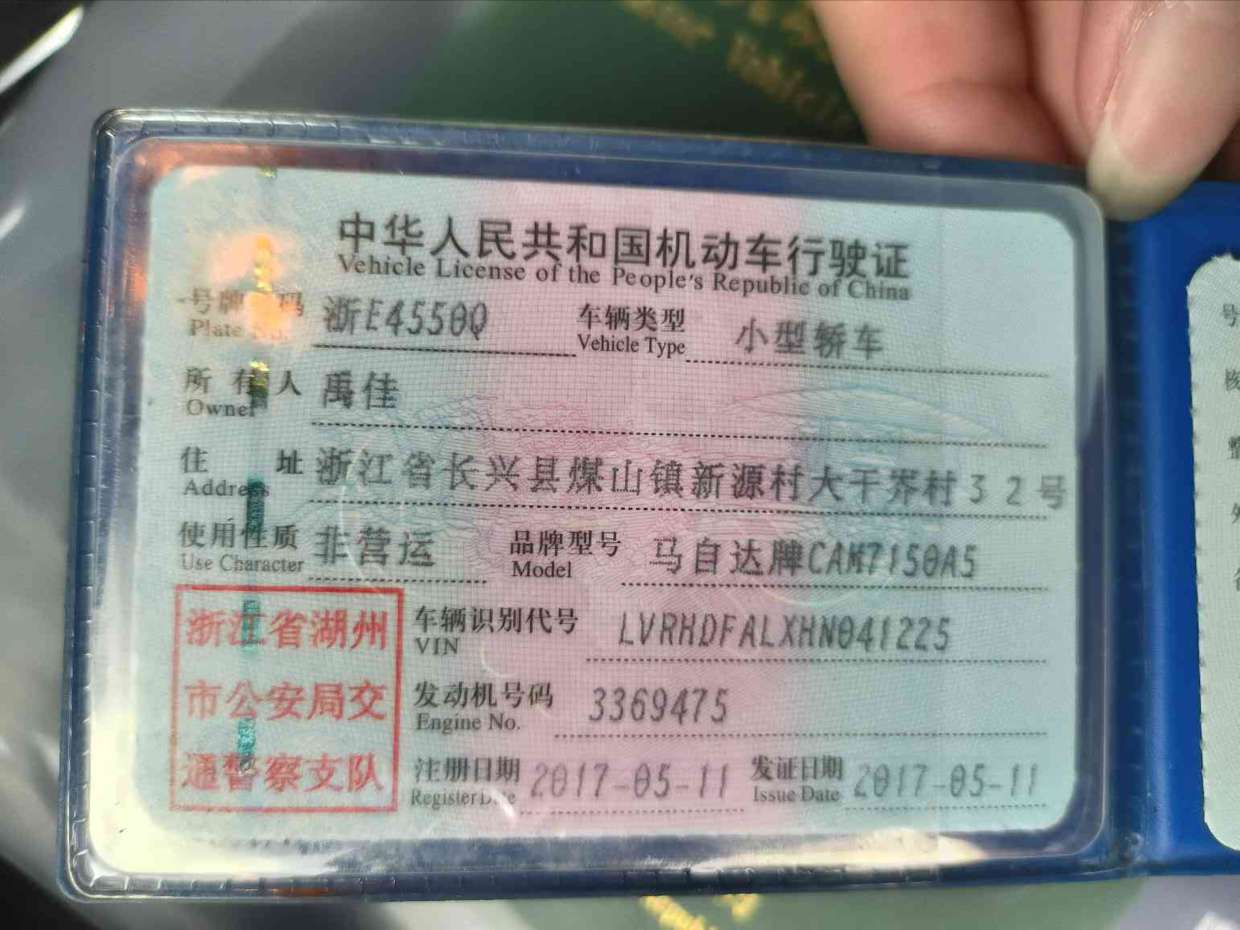 中华人民共和国机动车行驶证
Vehicle License of the People's Republic of China
号牌 码 浙E4550Q 车辆类型 小型轿车
Plate Vehicle Type
所有人 禹佳
Owner
住址 浙江省长兴县煤山镇新源村大干芥村32号
Address
使用性质 非营运 品牌型号 马自达牌CAM7150A5
Use Character Model
浙江省湖州
市公安局交
通警察支队
车辆识别代号 LVRHDFALXHN041225
VIN
发动机号码 3369475
Engine No.
注册日期 2017-05-11 发证日期 2017-05-11
Register Date Issue Date
号